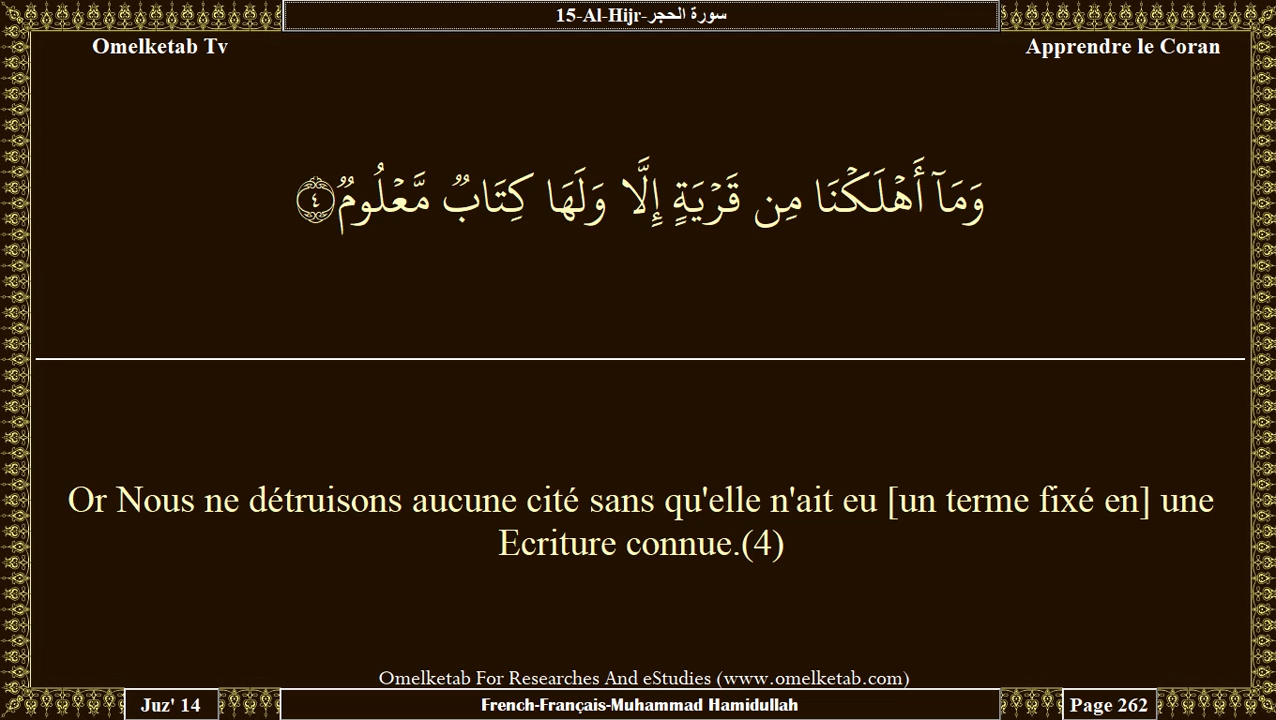 15-Al-Hijr-سورة الحجر
Omelketab Tv
Apprendre le Coran
وَمَآ أَهْلَكْنَا مِن قَرْيَةٍ إِلَّا وَلَهَا كِتَابٌ مَّعْلُومٌ ٤
Or Nous ne détruisons aucune cité sans qu'elle n'ait eu [un terme fixé en] une
Ecriture connue.(4)
Omelketab For Researches And eStudies (www.omelketab.com)
Juz' 14
French-Français-Muhammad Hamidullah
Page 262